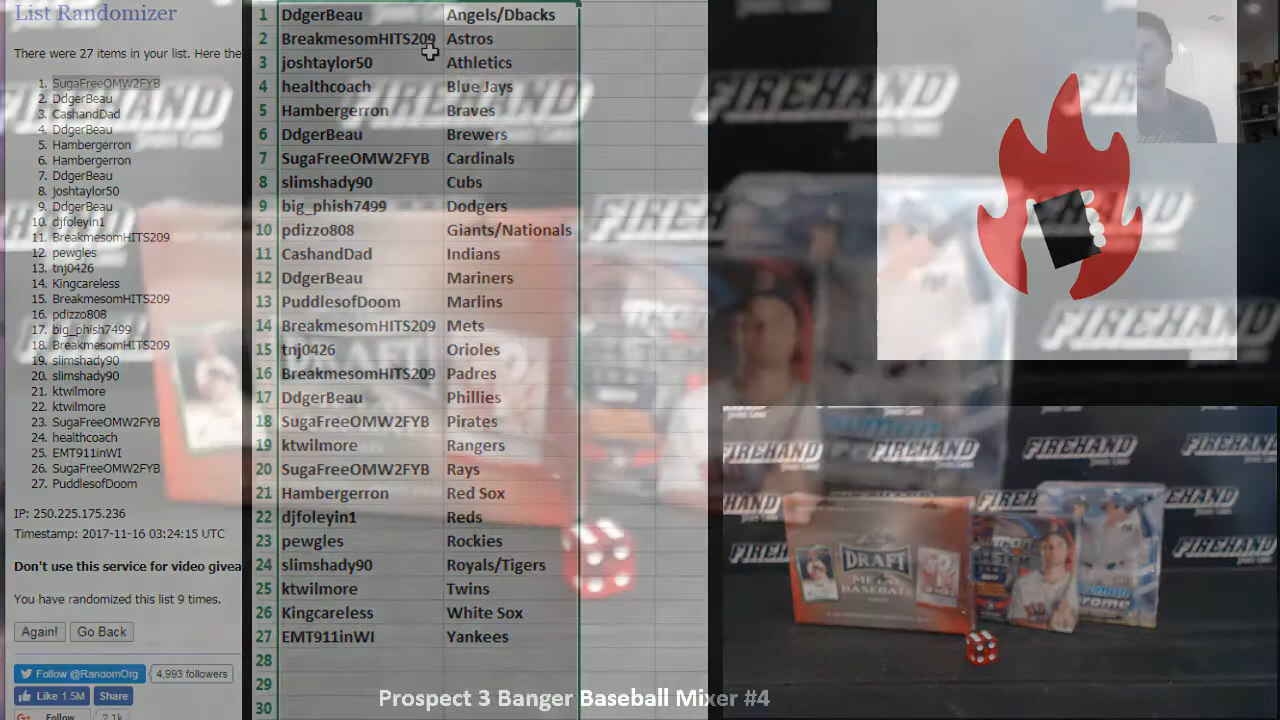 List Randomizer
There were 27 items in your list. Here the
1. SugaFreeOMW2FYB
2. DdgerBeau
3. CashandDad
4. DdgerBeau
5. Hambergerron
6. Hambergerron
7. DdgerBeau
8. joshtaylor50
9. DdgerBeau
10. djfoleyin1
11. BreakmesomHITS209
12. pewgles
13. tnj0426
14. Kingcareless
15. BreakmesomHITS209
16. pdizzo808
17. big_phish7499
18. BreakmesomHITS209
19. slimshady90
20. slimshady90
21. ktwilmore
22. ktwilmore
23. SugaFreeOMW2FYB
24. healthcoach
25. EMT911inWI
26. SugaFreeOMW2FYB
27. PuddlesofDoom
IP: 250.225.175.236
Timestamp: 2017-11-16 03:24:15 UTC
Don't use this service for video givea
You have randomized this list 9 times.
Again! Go Back
Follow @RandomOrg 4,993 followers
Like 1.5M Share
G+ Follow 2.1k
1 DdgerBeau Angels/Dbacks
2 BreakmesomHITS209 Astros
3 joshtaylor50 Athletics
4 healthcoach Blue Jays
5 Hambergerron Braves
6 DdgerBeau Brewers
7 SugaFreeOMW2FYB Cardinals
8 slimshady90 Cubs
9 big_phish7499 Dodgers
10 pdizzo808 Giants/Nationals
11 CashandDad Indians
12 DdgerBeau Mariners
13 PuddlesofDoom Marlins
14 BreakmesomHITS209 Mets
15 tnj0426 Orioles
16 BreakmesomHITS209 Padres
17 DdgerBeau Phillies
18 SugaFreeOMW2FYB Pirates
19 ktwilmore Rangers
20 SugaFreeOMW2FYB Rays
21 Hambergerron Red Sox
22 djfoleyin1 Reds
23 pewgles Rockies
24 slimshady90 Royals/Tigers
25 ktwilmore Twins
26 Kingcareless White Sox
27 EMT911inWI Yankees
28
29
30
Prospect 3 Banger Baseball Mixer #4
FIREHAND
FIREHAND
FIREHAND
FIREHAND
DRAFT
METAL
BASEBALL